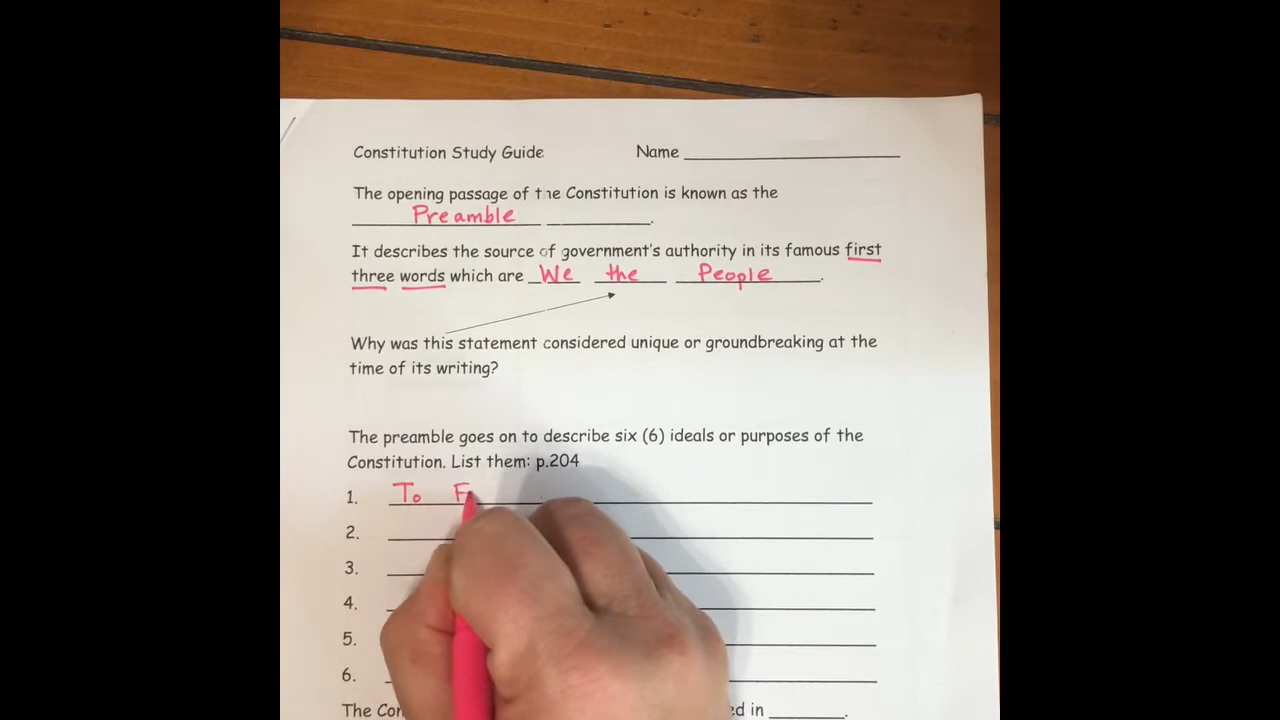 Constitution Study Guide Name
The opening passage of the Constitution is known as the
Preamble .
It describes the source of government's authority in its famous first
three words which are We the People .
Why was this statement considered unique or groundbreaking at the
time of its writing?
The preamble goes on to describe six (6) ideals or purposes of the
Constitution. List them: p.204
1. To F
2.
3.
4.
5.
6.
The in .